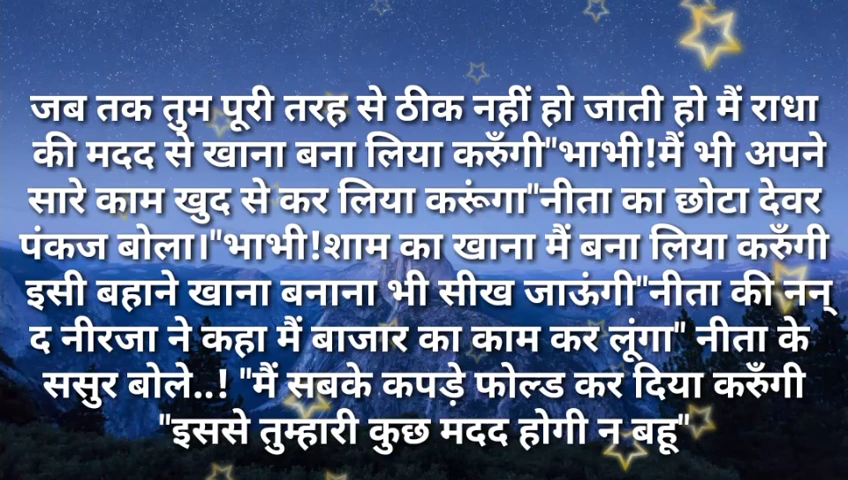 जब तक तुम पूरी तरह से ठीक नहीं हो जाती हो मैं राधा
की मदद से खाना बना लिया करुँगी"भाभी!मैं भी अपने
सारे काम खुद से कर लिया करूंगा"नीता का छोटा देवर
पंकज बोला।"भाभी!शाम का खाना मैं बना लिया करुँगी
इसी बहाने खाना बनाना भी सीख जाऊंगी"नीता की नन्
द नीरजा ने कहा मैं बाजार का काम कर लूंगा" नीता के
ससुर बोले..! "मैं सबके कपड़े फोल्ड कर दिया करुँगी
"इससे तुम्हारी कुछ मदद होगी न बहू"